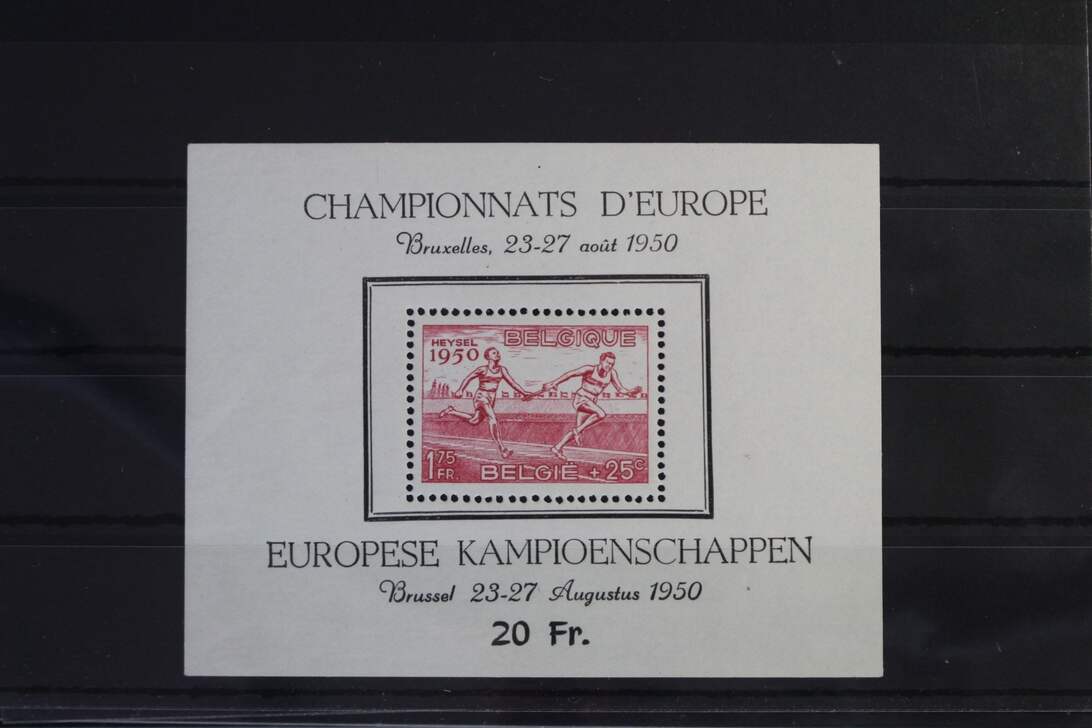 CHAMPIONNATS D'EUROPE
Bruxelles, 23-27 août 1950
HEYSEL BELGIQUE
1950
1 75 FR. BELGIË + 25 C.
EUROPESE KAMPIOENSCHAPPEN
Brussel 23-27 Augustus 1950
20 Fr.